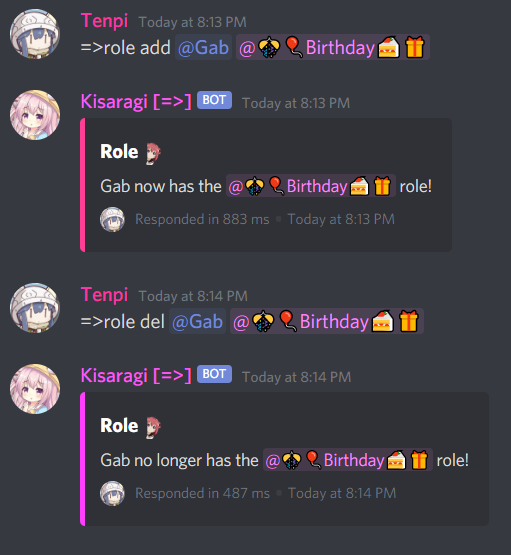 Tenpi Today at 8:13 PM
=>role add @Gab @🎊🎈Birthday🍰🎁
Kisaragi [=>] BOT Today at 8:13 PM
Role
Gab now has the @🎊🎈Birthday🍰🎁 role!
Responded in 883 ms • Today at 8:13 PM
Tenpi Today at 8:14 PM
=>role del @Gab @🎊🎈Birthday🍰🎁
Kisaragi [=>] BOT Today at 8:14 PM
Role
Gab no longer has the @🎊🎈Birthday🍰🎁 role!
Responded in 487 ms • Today at 8:14 PM